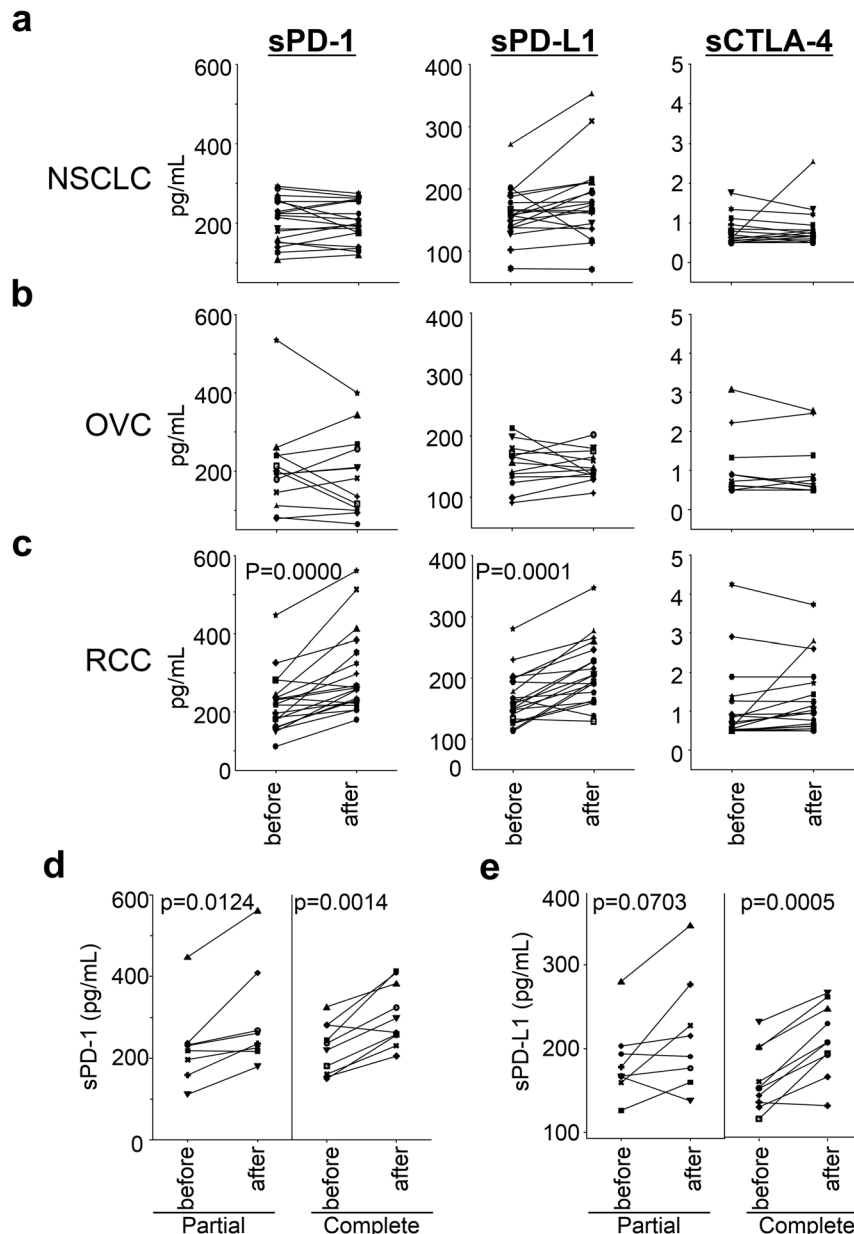 a
sPD-1 sPD-L1 sCTLA-4
NSCLC
pg/mL
600
400
200
0
400
300
200
100
0
5
4
3
2
1
0
b
OVC
pg/mL
600
400
200
0
400
300
200
100
0
5
4
3
2
1
0
c
RCC
pg/mL
600
400
200
0
P=0.0000
400
300
200
100
0
P=0.0001
5
4
3
2
1
0
before after before after before after
d
sPD-1 (pg/mL)
600
400
200
0
p=0.0124 p=0.0014
before after before after
Partial Complete
e
sPD-L1 (pg/mL)
400
300
200
100
p=0.0703 p=0.0005
before after before after
Partial Complete